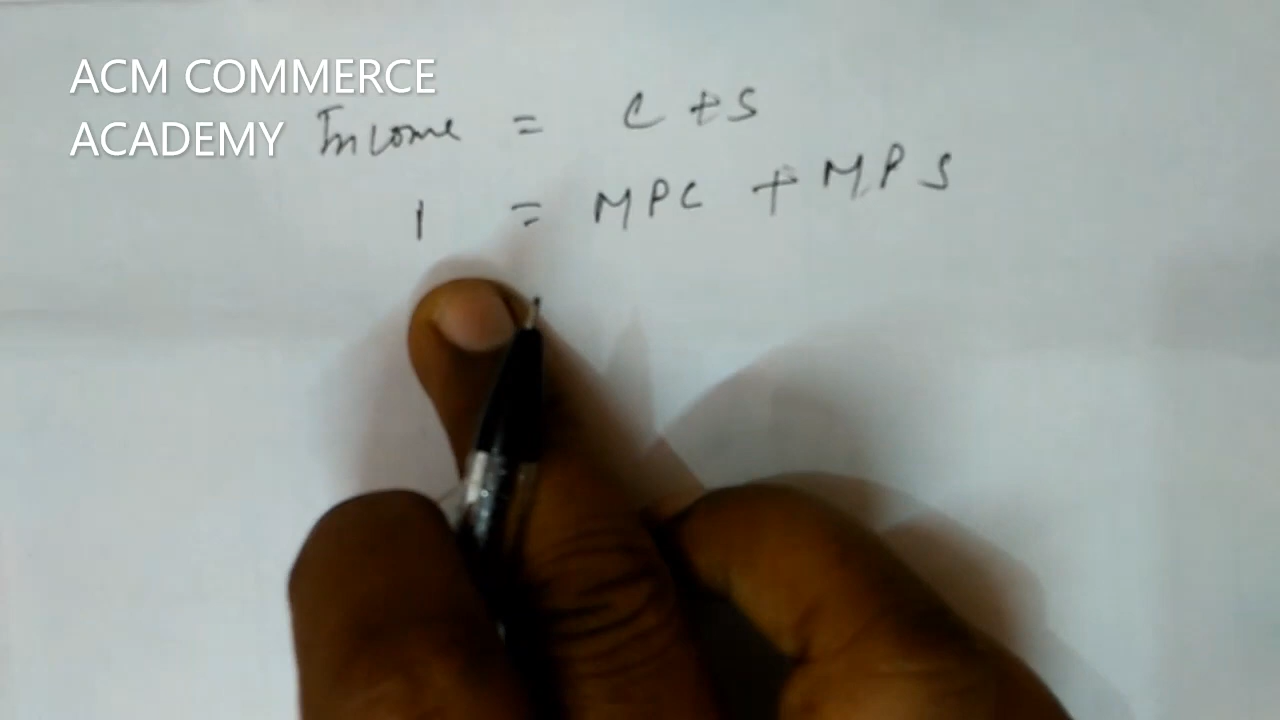 ACM COMMERCE
ACADEMY
Income = C + S
1 = MPC + MPS